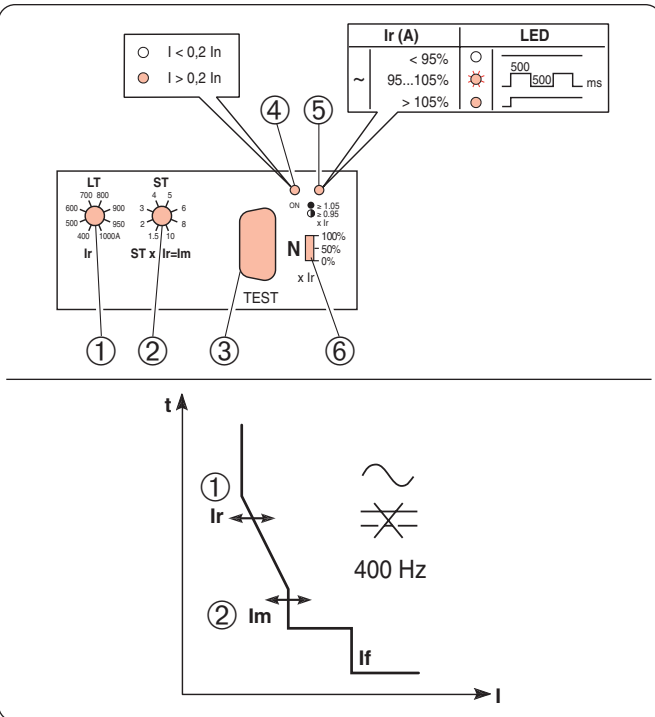 I < 0,2 In
I > 0,2 In
Ir (A) LED
~ < 95%
95...105% 500 500 ms
> 105%
④ ⑤
LT ST
700 800 4 5
600 900 3 6
500 950 2 8
400 1000A 1.5 10
Ir ST x Ir=Im
ON ≥ 1.05
≥ 0.95
x Ir
N 100%
50%
0%
x Ir
TEST
① ② ③ ⑥
t
①
Ir
400 Hz
② Im
If
I